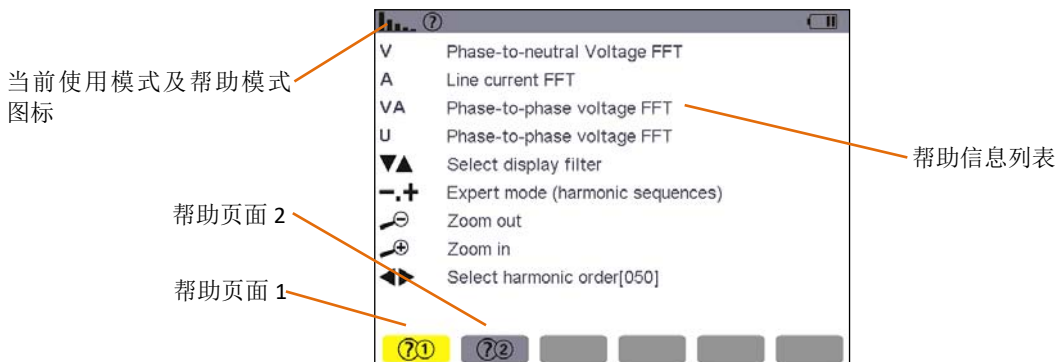 ?
V Phase-to-neutral Voltage FFT
A Line current FFT
VA Phase-to-phase voltage FFT
U Phase-to-phase voltage FFT
▼▲ Select display filter
-.+ Expert mode (harmonic sequences)
Zoom out
Zoom in
◀▶ Select harmonic order[050]
?① ?②
当前使用模式及帮助模式
图标
帮助信息列表
帮助页面 2
帮助页面 1